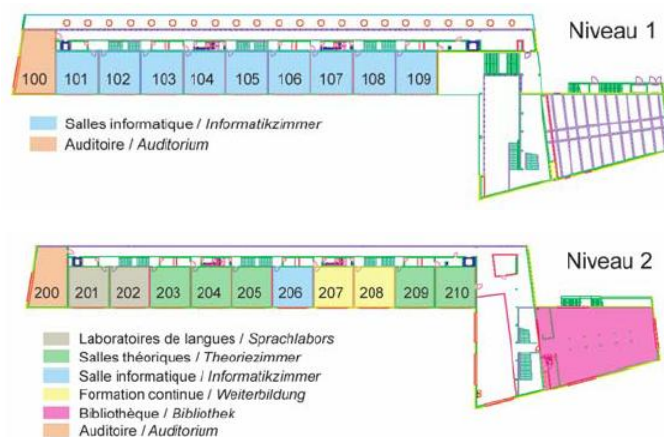 Niveau 1
100 101 102 103 104 105 106 107 108 109
Salles informatique / Informatikzimmer
Auditoire / Auditorium
Niveau 2
200 201 202 203 204 205 206 207 208 209 210
Laboratoires de langues / Sprachlabors
Salles théoriques / Theoriezimmer
Salle informatique / Informatikzimmer
Formation continue / Weiterbildung
Bibliothèque / Bibliothek
Auditoire / Auditorium